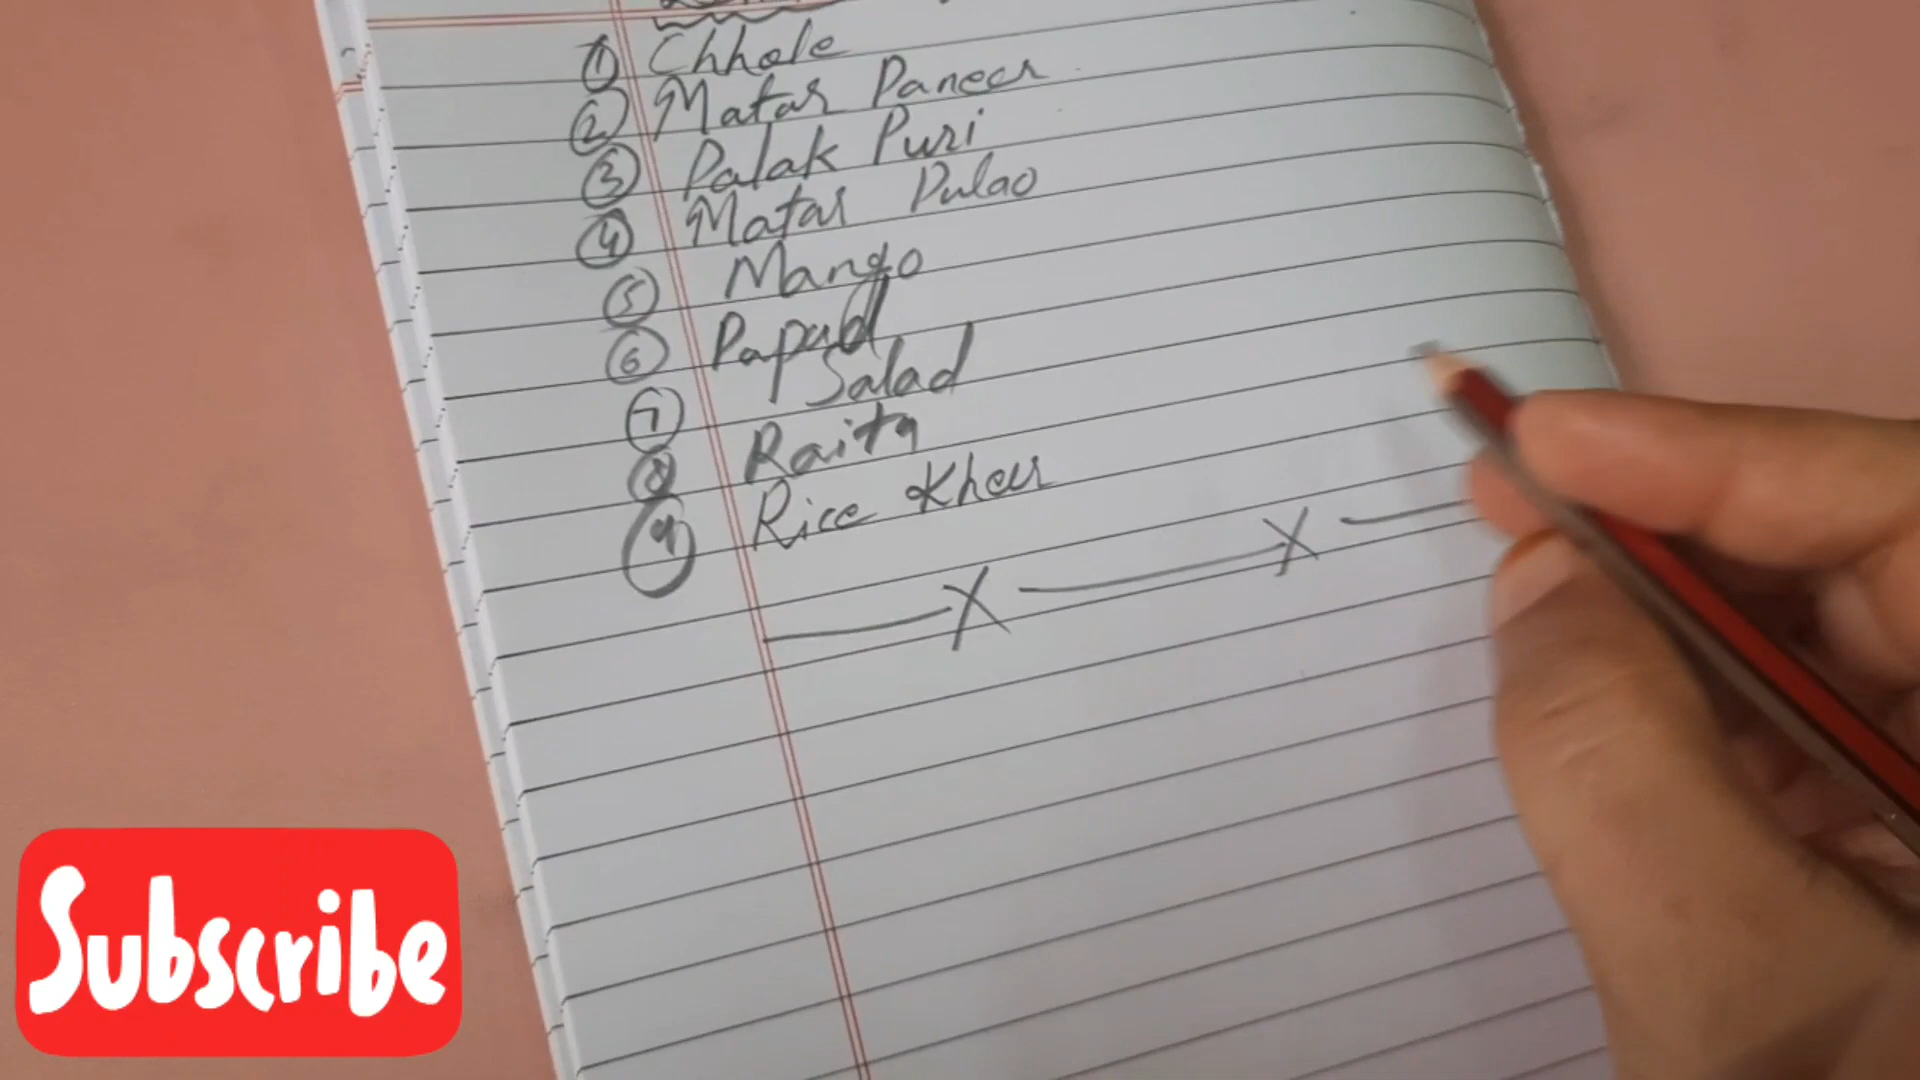 ① Chhole
② Matar Paneer
③ Palak Puri
④ Matar Pulao
⑤ Mango
⑥ Papad
⑦ Salad
⑧ Raita
⑨ Rice Kheer
X X
Subscribe